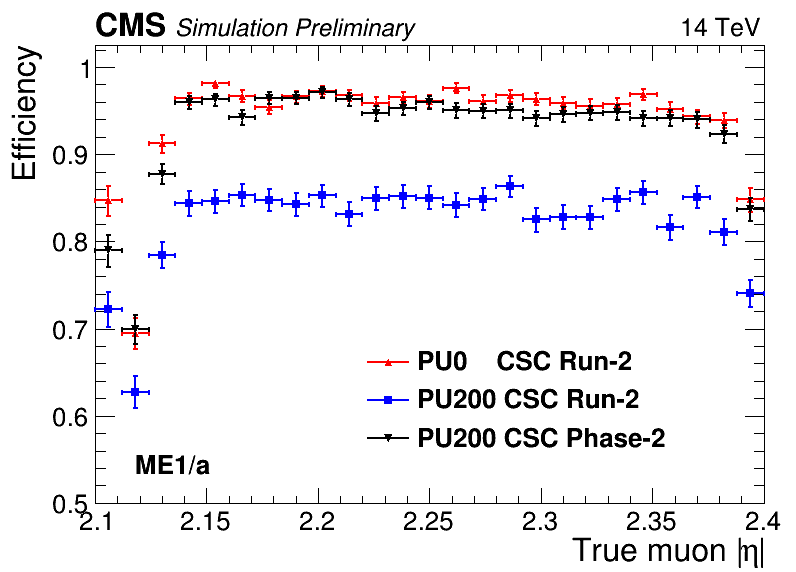 CMS Simulation Preliminary 14 TeV
Efficiency
1
0.9
0.8
0.7
0.6
0.5
PU0 CSC Run-2
PU200 CSC Run-2
PU200 CSC Phase-2
ME1/a
2.1 2.15 2.2 2.25 2.3 2.35 2.4
True muon |η|